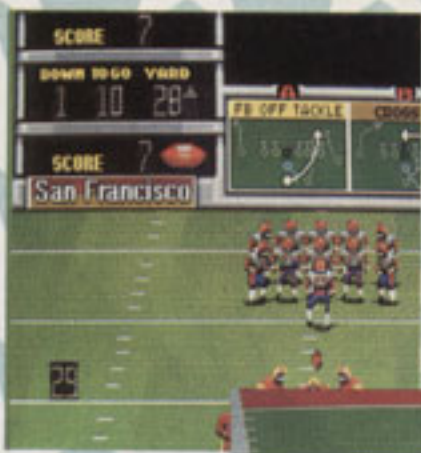 SCORE 7
DOWN TO GO YARD
1 10 28
A B
FB OFF TACKLE
SCORE 7
San Francisco
29